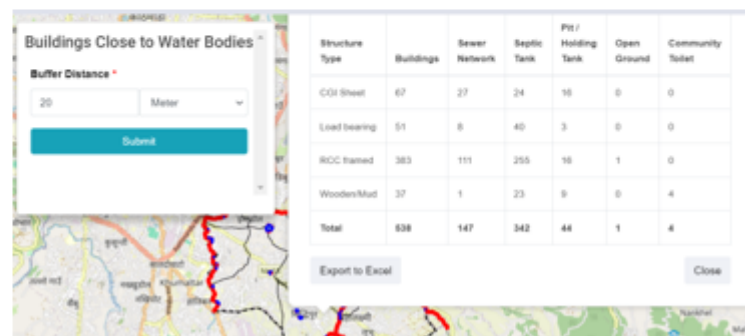 Buildings Close to Water Bodies
Buffer Distance *
20 Meter
Submit
Structure Type Buildings Sewer Network Septic Tank Pit / Holding Tank Open Ground Community Toilet
CGI Sheet 67 27 24 16 0 0
Load bearing 51 8 40 3 0 0
RCC framed 383 111 255 16 1 0
Wooden/Mud 37 1 23 9 0 4
Total 538 147 342 44 1 4
Export to Excel Close